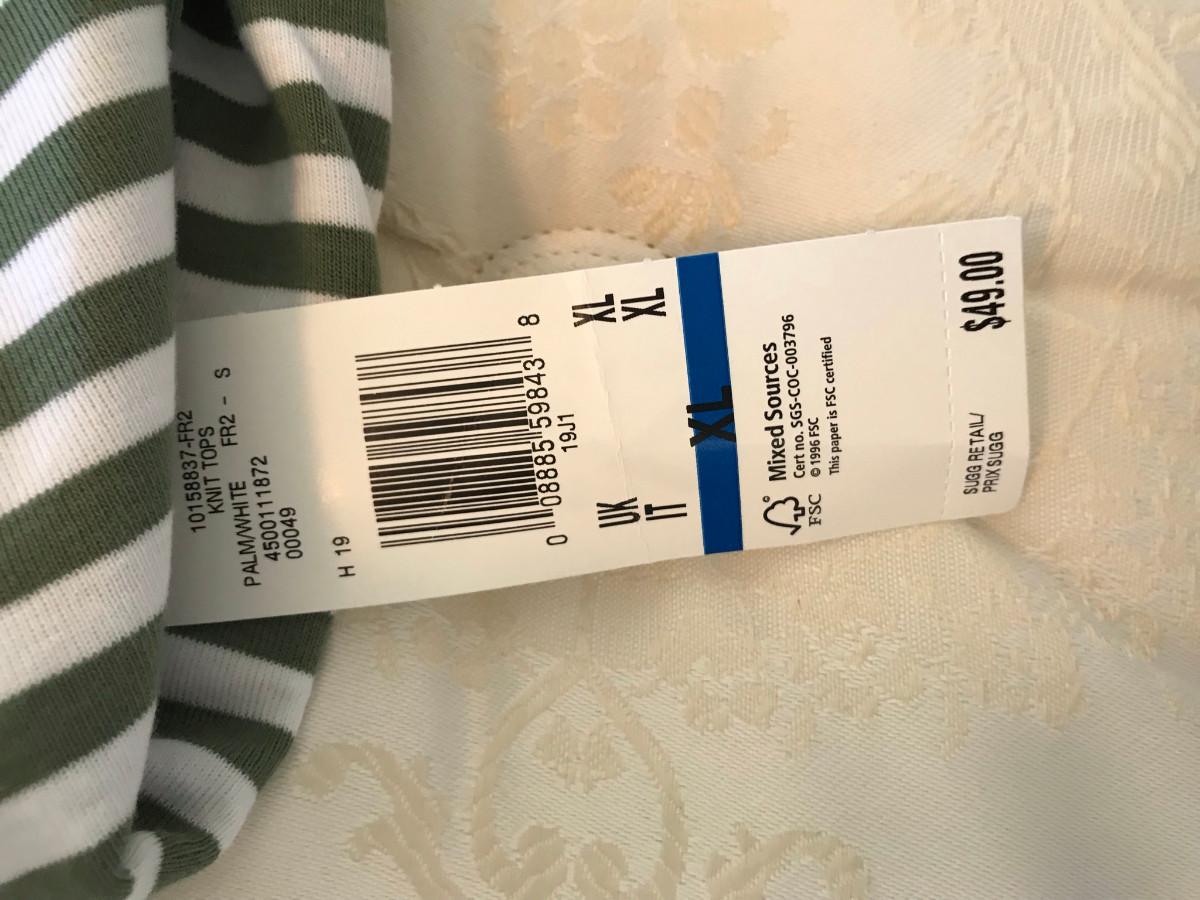 10158837-FR2
KNIT TOPS
PALM/WHITE FR2 - S
4500111872
00049
H 19
0 08885 59843 8
19J1
UK XL
IT XL
XL
FSC
Mixed Sources
Cert no. SGS-COC-003796
© 1996 FSC
This paper is FSC certified
SUGG RETAIL/
PRIX SUGG
$49.00